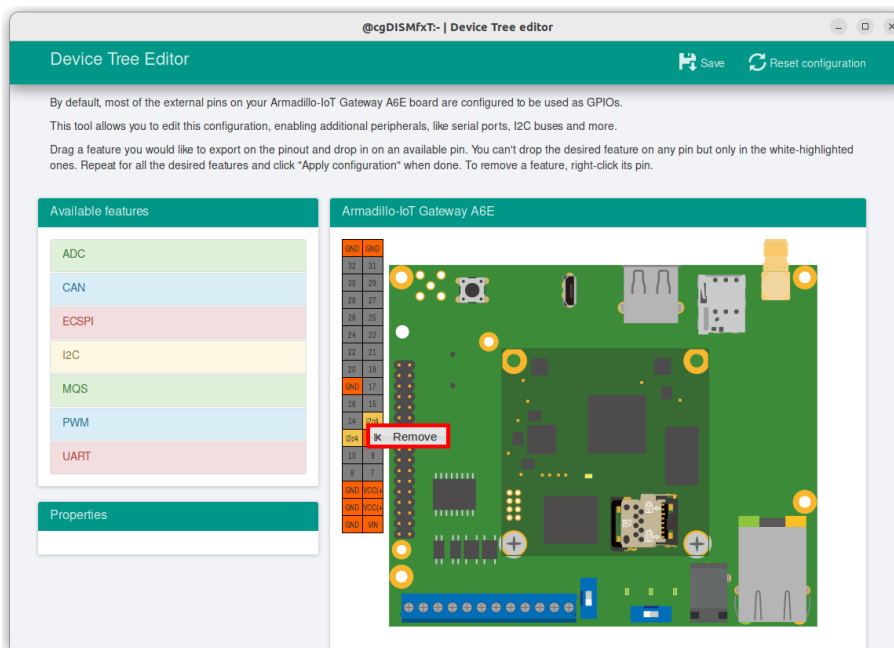 @cgDISMfxT:- | Device Tree editor
Device Tree Editor
Save
Reset configuration
By default, most of the external pins on your Armadillo-IoT Gateway A6E board are configured to be used as GPIOs.
This tool allows you to edit this configuration, enabling additional peripherals, like serial ports, I2C buses and more.
Drag a feature you would like to export on the pinout and drop in on an available pin. You can't drop the desired feature on any pin but only in the white-highlighted
ones. Repeat for all the desired features and click "Apply configuration" when done. To remove a feature, right-click its pin.
Available features
ADC
CAN
ECSPI
I2C
MQS
PWM
UART
Properties
Armadillo-IoT Gateway A6E
GND GND
32 31
30 29
28 27
26 25
24 23
22 21
20 19
GND 17
16 15
14 i2c4
i2c4
Remove
10 9
8 7
GND VCC(+
GND VCC(+
GND VIN